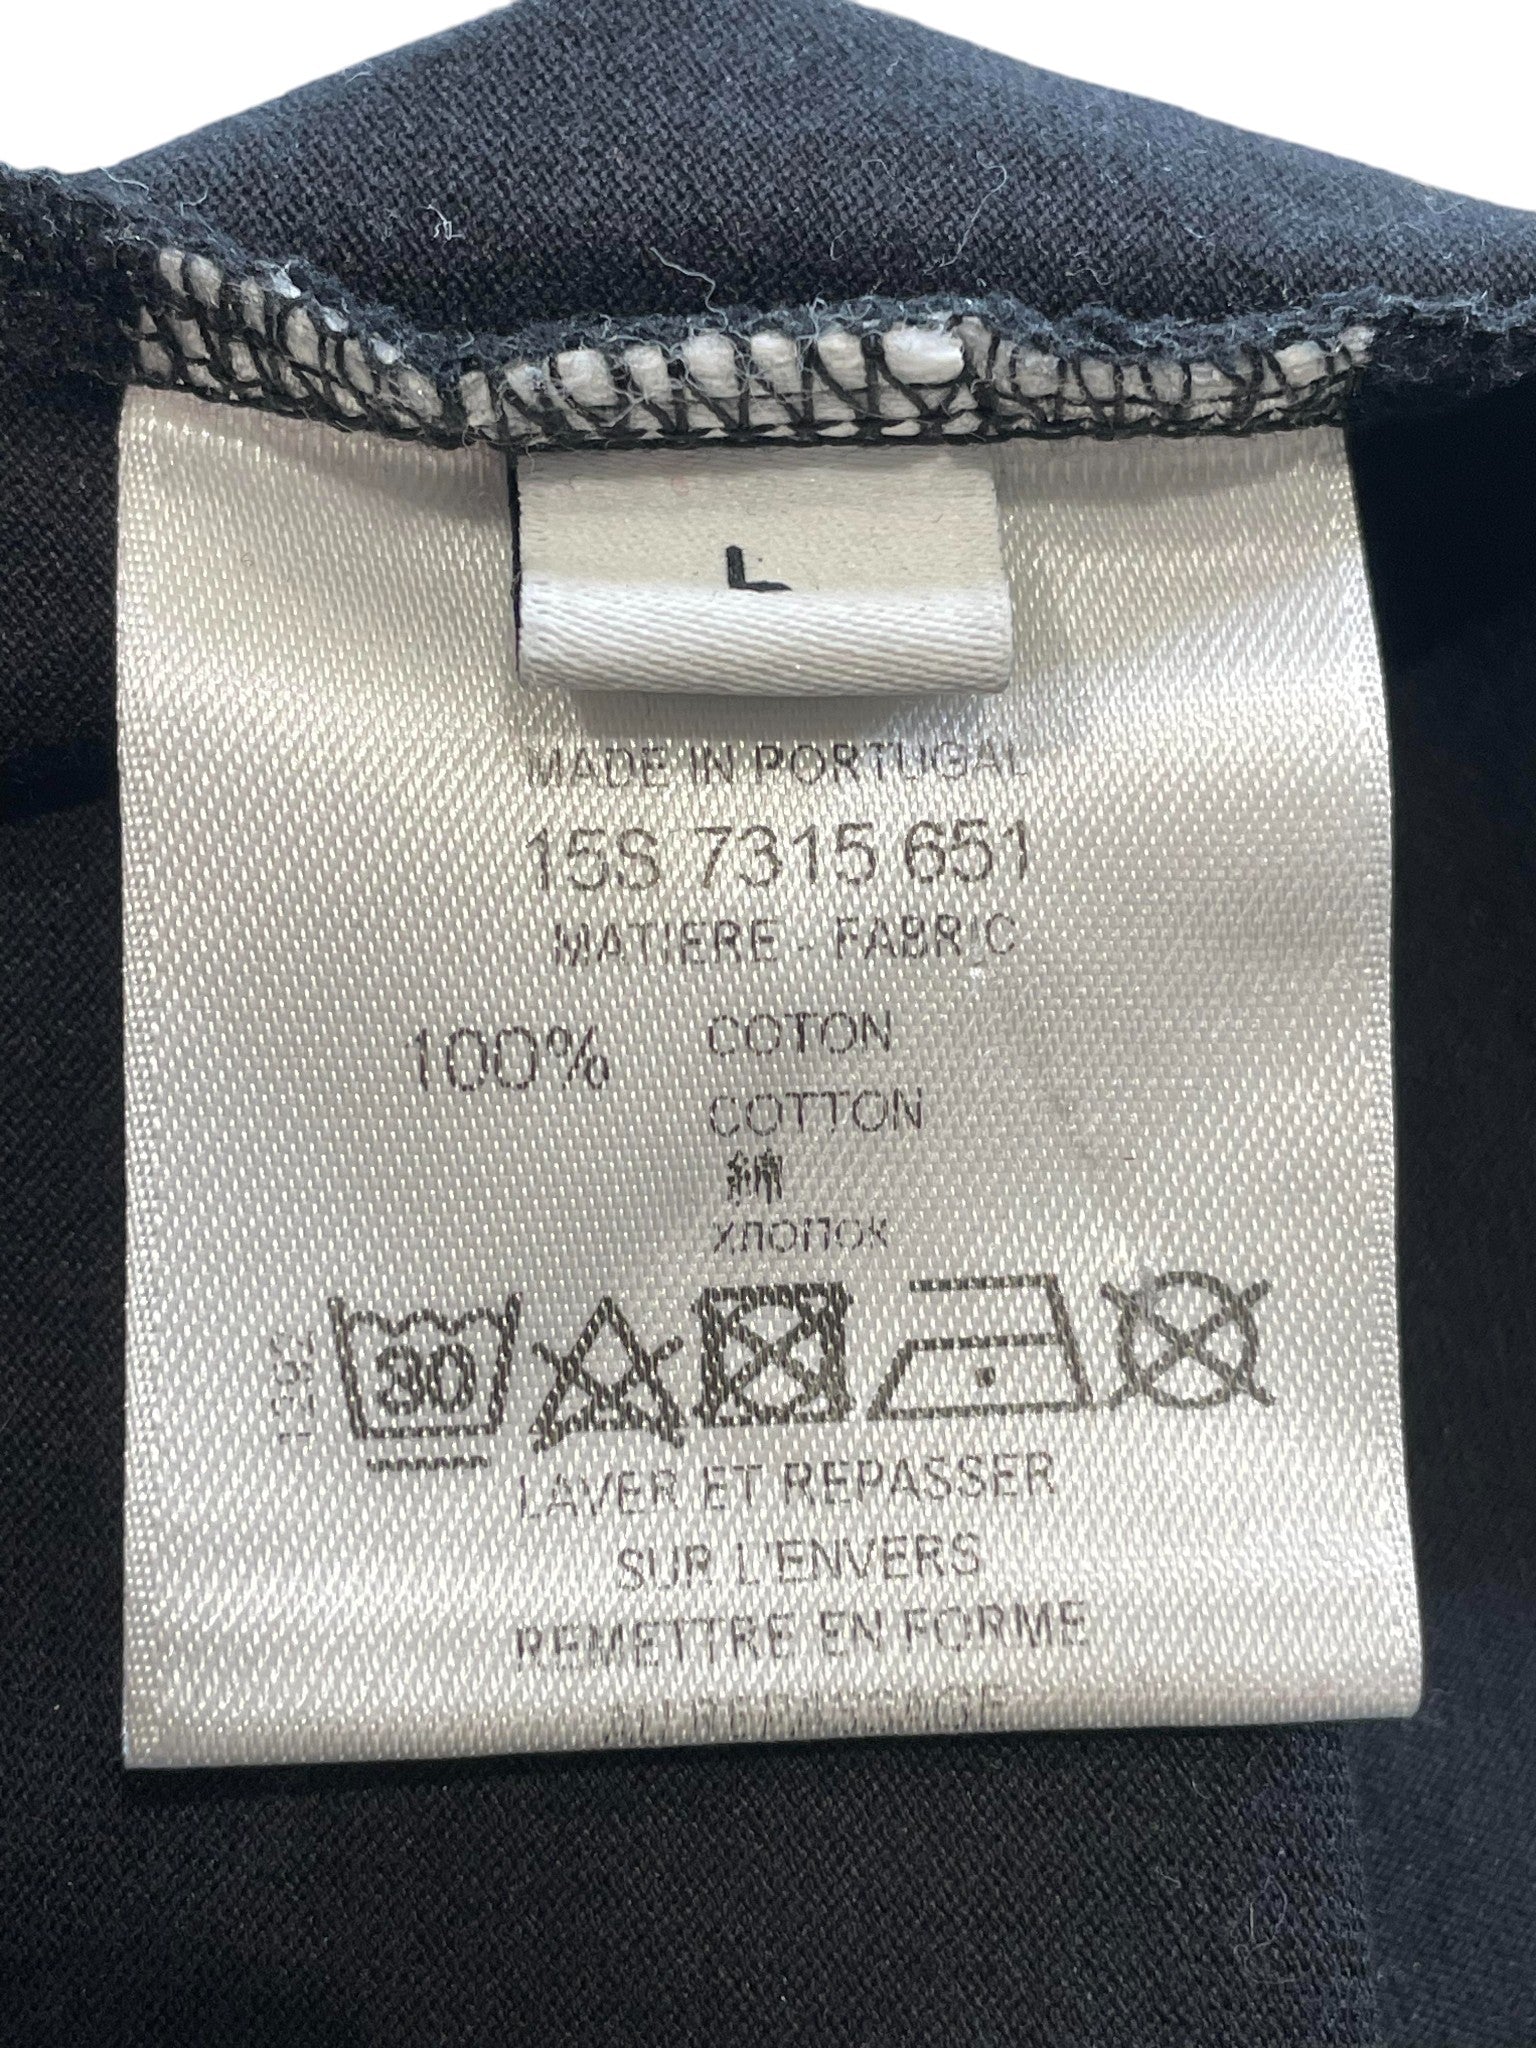 L
MADE IN PORTUGAL
15S 7315 651
MATIERE - FABRIC
100% COTON
COTTON
хлопок
30
LAVER ET REPASSER
SUR L'ENVERS
REMETTRE EN FORME